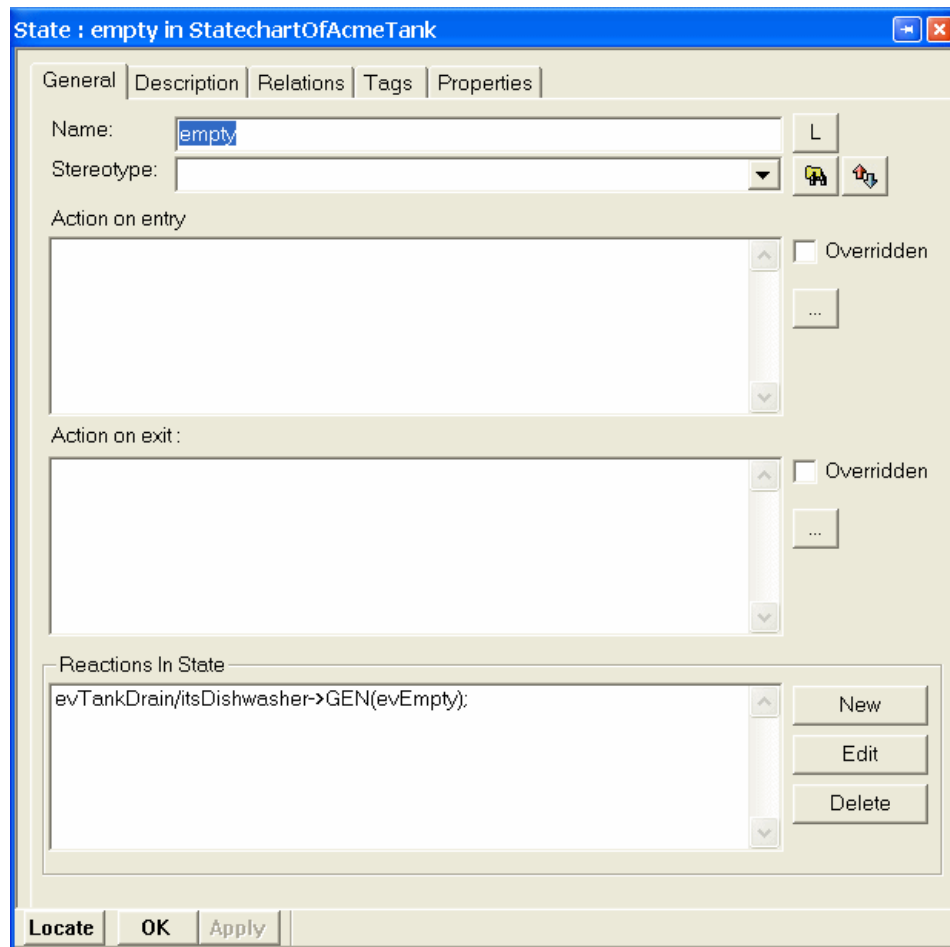 State : empty in StatechartOfAcmeTank
General Description Relations Tags Properties
Name: empty L
Stereotype:
Action on entry
Overridden
...
Action on exit :
Overridden
...
Reactions In State
evTankDrain/itsDishwasher->GEN(evEmpty);
New
Edit
Delete
Locate OK Apply